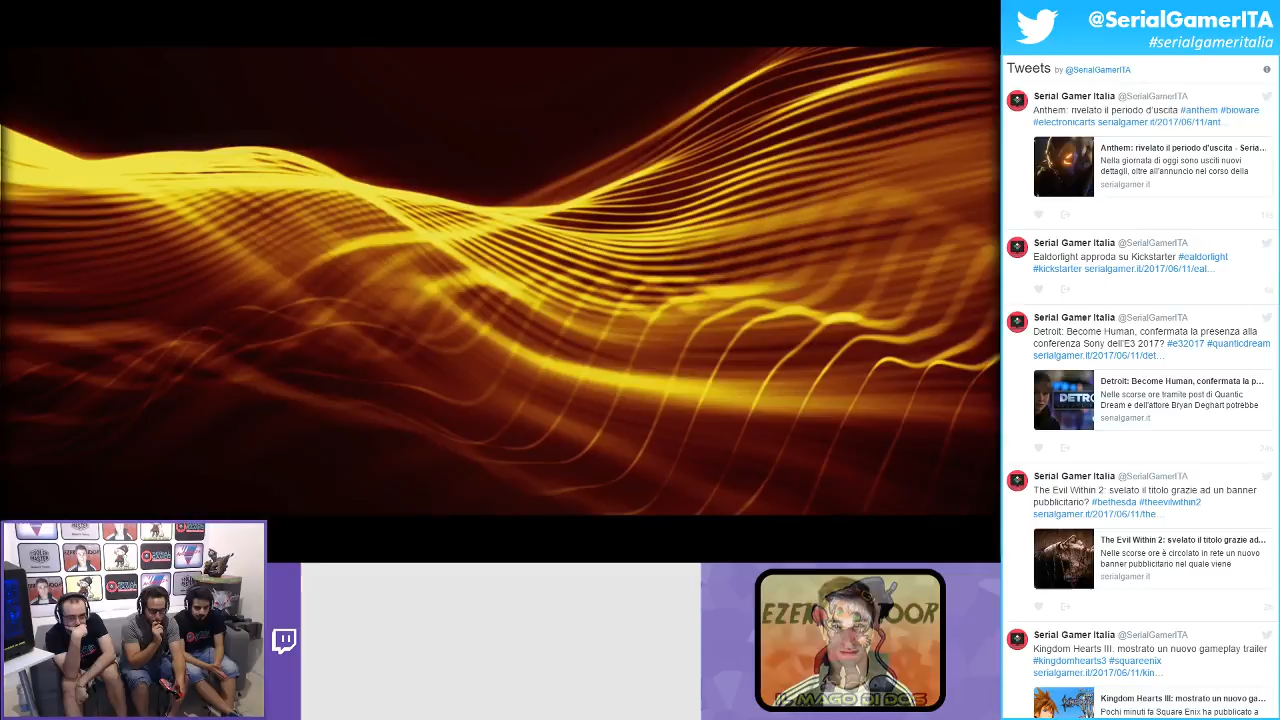 @SerialGamerITA
#serialgameritalia
Tweets by @SerialGamerITA
Serial Gamer Italia @SerialGamerITA
Anthem: rivelato il periodo d'uscita #anthem #bioware
#electronicarts serialgamer.it/2017/06/11/ant...
Anthem: rivelato il periodo d'uscita - Seria...
Nella giornata di oggi sono usciti nuovi
dettagli, oltre all'annuncio nel corso della
serialgamer.it
11s
Serial Gamer Italia @SerialGamerITA
Ealdorlight approda su Kickstarter #ealdorlight
#kickstarter serialgamer.it/2017/06/11/eal...
Serial Gamer Italia @SerialGamerITA
Detroit: Become Human, confermata la presenza alla
conferenza Sony dell'E3 2017? #e32017 #quanticdream
serialgamer.it/2017/06/11/det...
DETRO
Detroit: Become Human, confermata la p...
Nelle scorse ore tramite post di Quantic
Dream e dell'attore Bryan Deghart potrebbe
serialgamer.it
24s
Serial Gamer Italia @SerialGamerITA
The Evil Within 2: svelato il titolo grazie ad un banner
pubblicitario? #bethesda #theevilwithin2
serialgamer.it/2017/06/11/the...
The Evil Within 2: svelato il titolo grazie ad...
Nelle scorse ore è circolato in rete un nuovo
banner pubblicitario nel quale viene
serialgamer.it
Serial Gamer Italia @SerialGamerITA
Kingdom Hearts III: mostrato un nuovo gameplay trailer
#kingdomhearts3 #squareenix
serialgamer.it/2017/06/11/kin...
Kingdom Hearts III: mostrato un nuovo ga...
Pochi minuti fa Square Enix ha pubblicato a
IL MAGO DI DOS